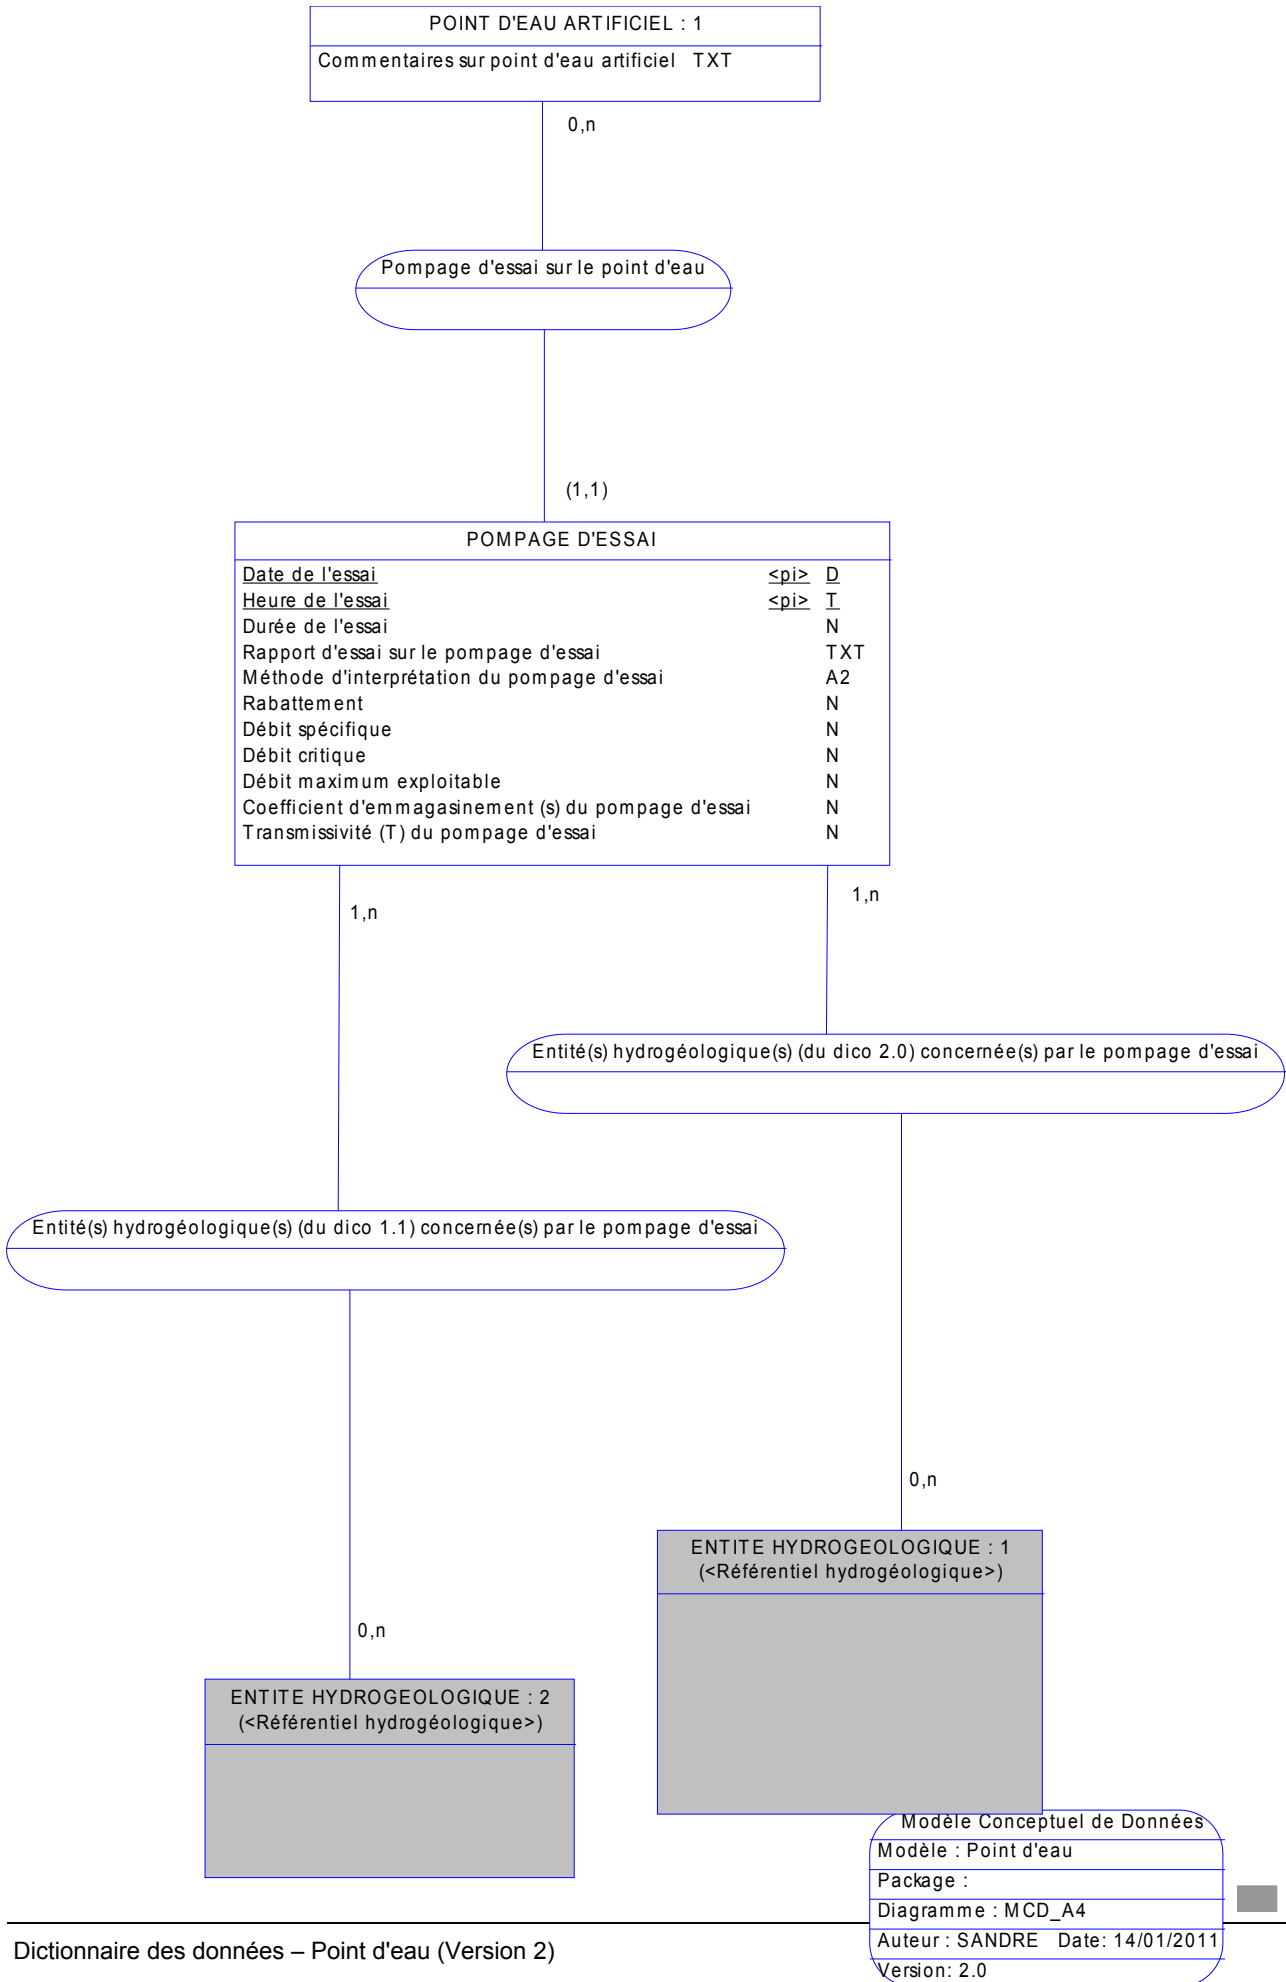 POINT D'EAU ARTIFICIEL : 1
Commentaires sur point d'eau artificiel TXT
0,n
Pompage d'essai sur le point d'eau
(1,1)
POMPAGE D'ESSAI
Date de l'essai <pi> D
Heure de l'essai <pi> T
Durée de l'essai N
Rapport d'essai sur le pompage d'essai TXT
Méthode d'interprétation du pompage d'essai A2
Rabattement N
Débit spécifique N
Débit critique N
Débit maximum exploitable N
Coefficient d'emmagasinement (s) du pompage d'essai N
Transmissivité (T) du pompage d'essai N
1,n
1,n
Entité(s) hydrogéologique(s) (du dico 2.0) concernée(s) par le pompage d'essai
Entité(s) hydrogéologique(s) (du dico 1.1) concernée(s) par le pompage d'essai
0,n
ENTITE HYDROGEOLOGIQUE : 1
(<Référentiel hydrogéologique>)
0,n
ENTITE HYDROGEOLOGIQUE : 2
(<Référentiel hydrogéologique>)
Modèle Conceptuel de Données
Modèle : Point d'eau
Package :
Diagramme : MCD_A4
Auteur : SANDRE Date: 14/01/2011
Version: 2.0
Dictionnaire des données – Point d'eau (Version 2)